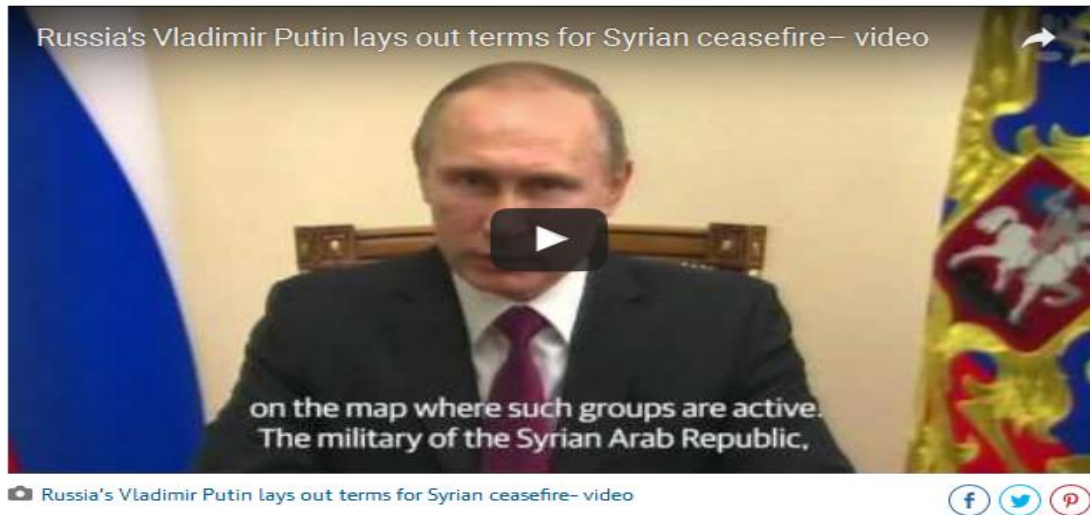 Russia's Vladimir Putin lays out terms for Syrian ceasefire– video
on the map where such groups are active.
The military of the Syrian Arab Republic,
Russia's Vladimir Putin lays out terms for Syrian ceasefire– video